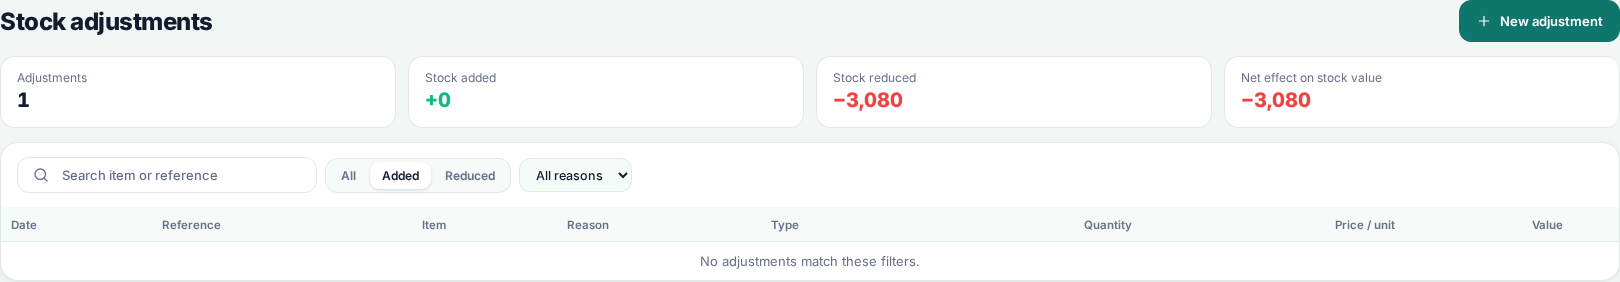 Stock adjustments
New adjustment
Adjustments
1
Stock added
+0
Stock reduced
−3,080
Net effect on stock value
−3,080
Search item or reference
All Added Reduced
All reasons
Date Reference Item Reason Type Quantity Price / unit Value
No adjustments match these filters.